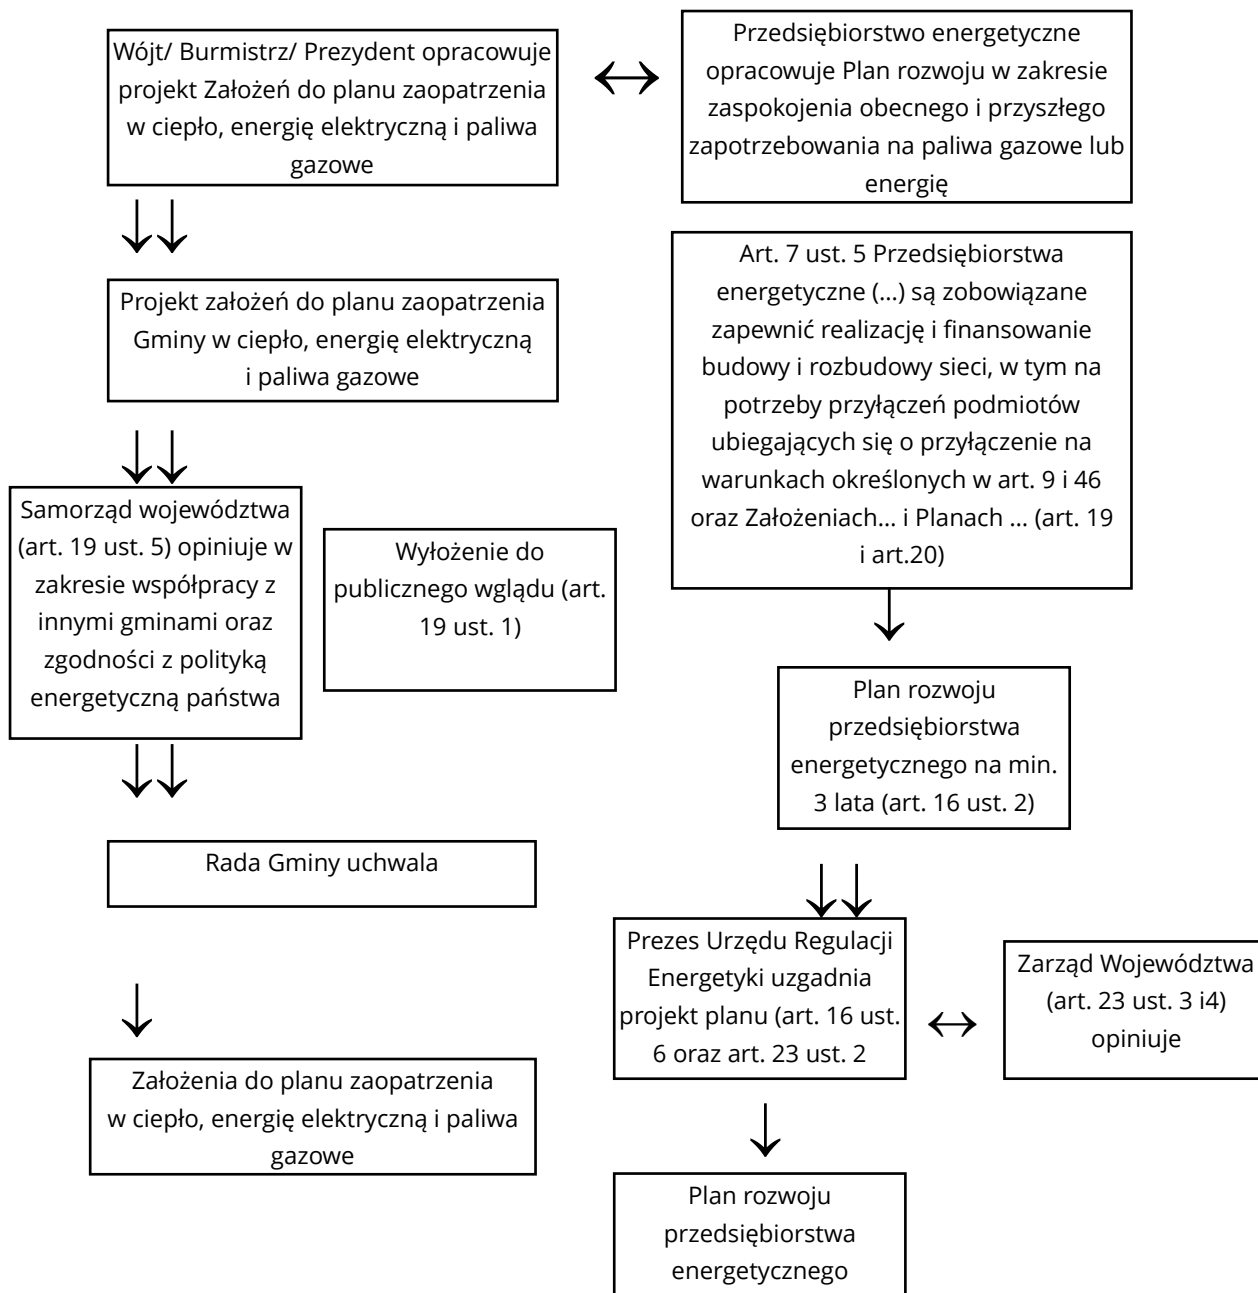 Wójt/ Burmistrz/ Prezydent opracowuje
projekt Założeń do planu zaopatrzenia
w ciepło, energię elektryczną i paliwa
gazowe
Przedsiębiorstwo energetyczne
opracowuje Plan rozwoju w zakresie
zaspokojenia obecnego i przyszłego
zapotrzebowania na paliwa gazowe lub
energię
Projekt założeń do planu zaopatrzenia
Gminy w ciepło, energię elektryczną
i paliwa gazowe
Art. 7 ust. 5 Przedsiębiorstwa
energetyczne (...) są zobowiązane
zapewnić realizację i finansowanie
budowy i rozbudowy sieci, w tym na
potrzeby przyłączeń podmiotów
ubiegających się o przyłączenie na
warunkach określonych w art. 9 i 46
oraz Założeniach... i Planach ... (art. 19
i art.20)
Samorząd województwa
(art. 19 ust. 5) opiniuje w
zakresie współpracy z
innymi gminami oraz
zgodności z polityką
energetyczną państwa
Wyłożenie do
publicznego wglądu (art.
19 ust. 1)
Plan rozwoju
przedsiębiorstwa
energetycznego na min.
3 lata (art. 16 ust. 2)
Rada Gminy uchwala
Prezes Urzędu Regulacji
Energetyki uzgadnia
projekt planu (art. 16 ust.
6 oraz art. 23 ust. 2
Zarząd Województwa
(art. 23 ust. 3 i4)
opiniuje
Założenia do planu zaopatrzenia
w ciepło, energię elektryczną i paliwa
gazowe
Plan rozwoju
przedsiębiorstwa
energetycznego